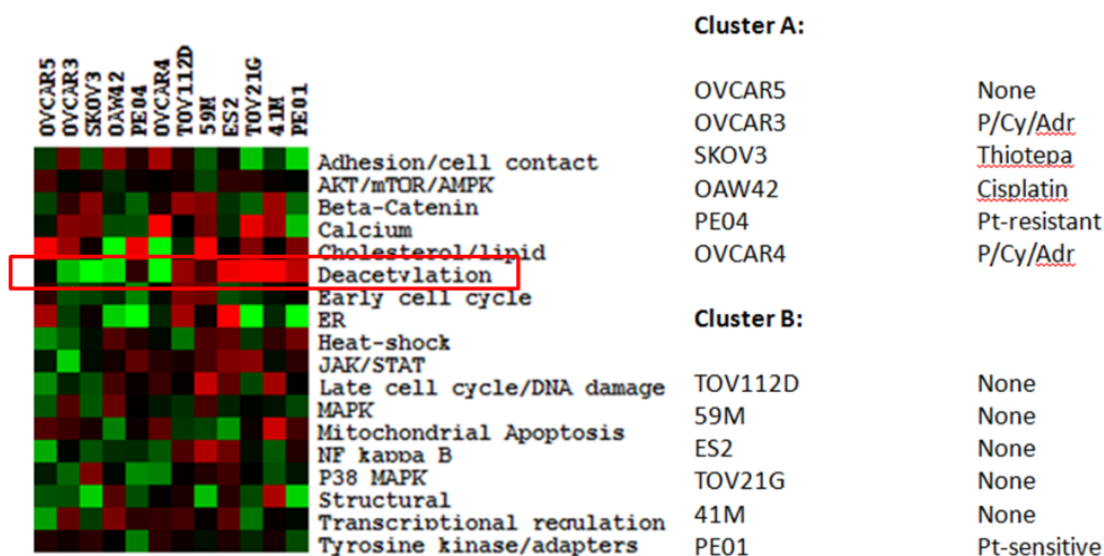 OVCAR5
OVCAR3
SKOV3
OAW42
PE04
OVCAR4
TOV112D
59M
ES2
TOV21G
41M
PE01
Adhesion/cell contact
AKT/mTOR/AMPK
Beta-Catenin
Calcium
Cholesterol/lipid
Deacetylation
Early cell cycle
ER
Heat-shock
JAK/STAT
Late cell cycle/DNA damage
MAPK
Mitochondrial Apoptosis
NF kappa B
P38 MAPK
Structural
Transcriptional regulation
Tyrosine kinase/adapters
Cluster A:
OVCAR5 None
OVCAR3 P/Cy/Adr
SKOV3 Thiotepa
OAW42 Cisplatin
PE04 Pt-resistant
OVCAR4 P/Cy/Adr
Cluster B:
TOV112D None
59M None
ES2 None
TOV21G None
41M None
PE01 Pt-sensitive